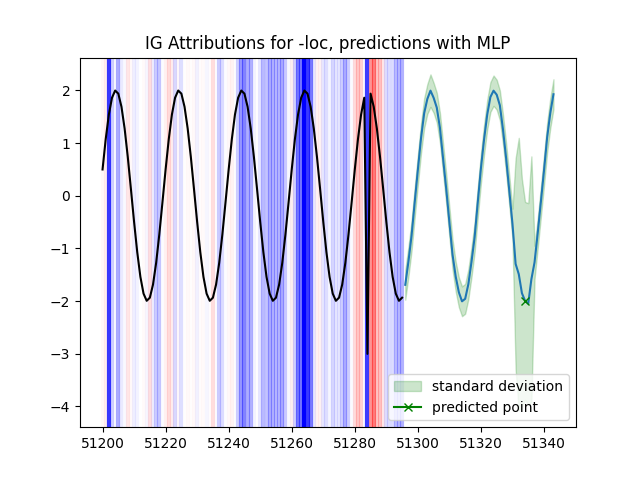 IG Attributions for -loc, predictions with MLP
2
1
0
−1
−2
−3
−4
standard deviation
predicted point
51200 51220 51240 51260 51280 51300 51320 51340